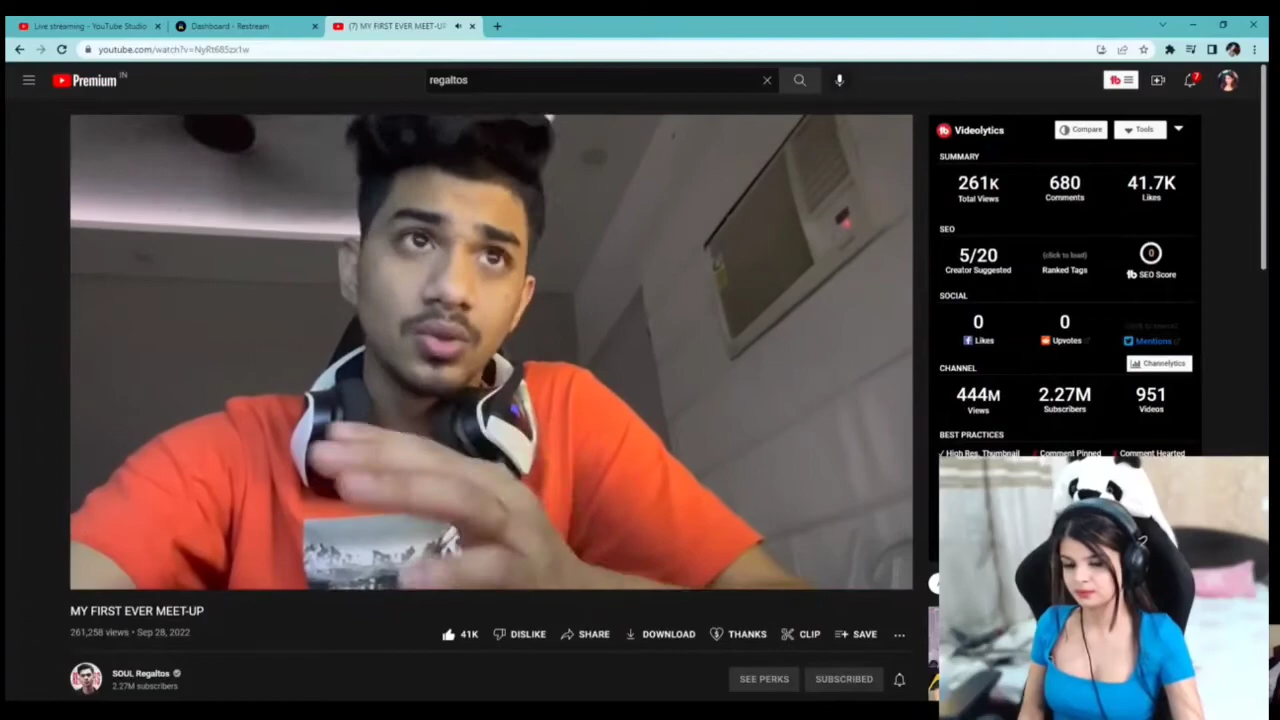 Live streaming - YouTube Studio
Dashboard - Restream
(7) MY FIRST EVER MEET-UP
youtube.com/watch?v=NyRt685zx1w
Premium IN
regaltos
7
Videolytics
Compare
Tools
SUMMARY
261K
680
41.7K
Total Views
Comments
Likes
SEO
5/20
(click to load)
0
Creator Suggested
Ranked Tags
SEO Score
SOCIAL
0
0
Likes
Upvotes
Mentions
CHANNEL
Channelytics
444M
2.27M
951
Views
Subscribers
Videos
BEST PRACTICES
High Res. Thumbnail
Comment Pinned
Comment Hearted
MY FIRST EVER MEET-UP
261,258 views • Sep 28, 2022
41K
DISLIKE
SHARE
DOWNLOAD
THANKS
CLIP
SAVE
SOUL Regaltos
2.27M subscribers
SEE PERKS
SUBSCRIBED